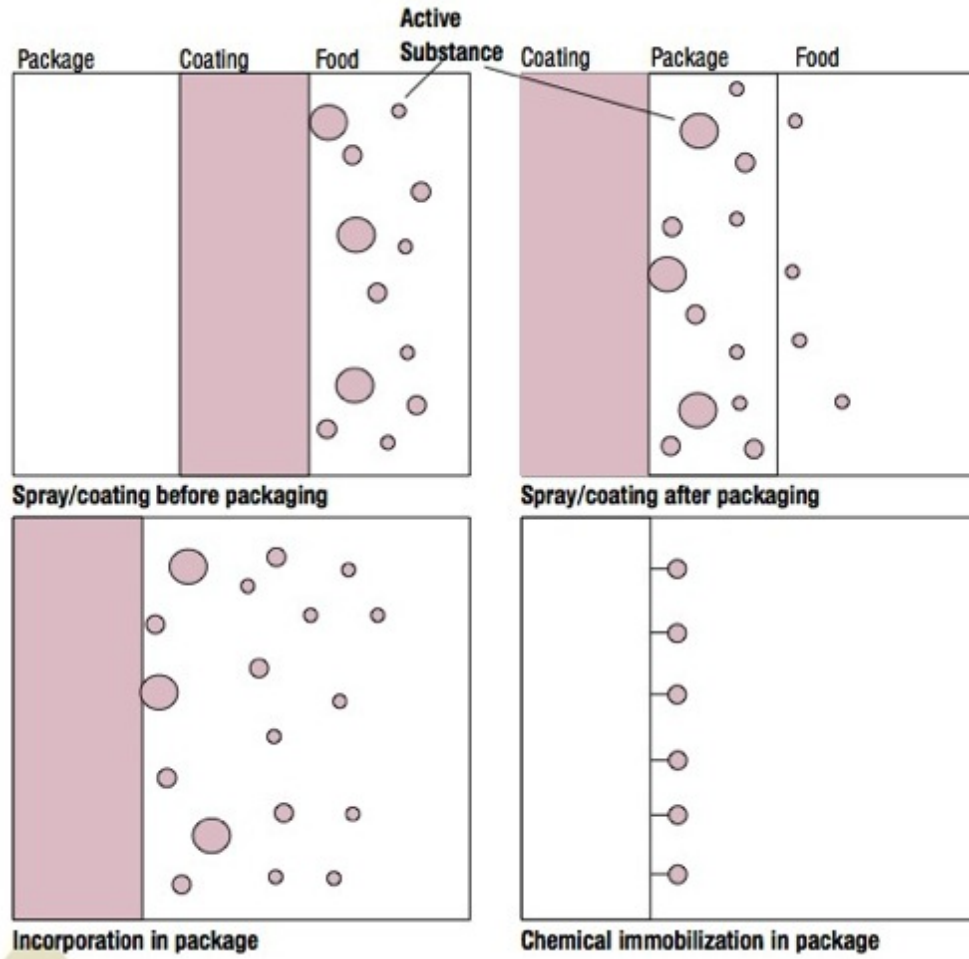 Active
Substance
Package Coating Food
Coating Package Food
Spray/coating before packaging
Spray/coating after packaging
Incorporation in package
Chemical immobilization in package